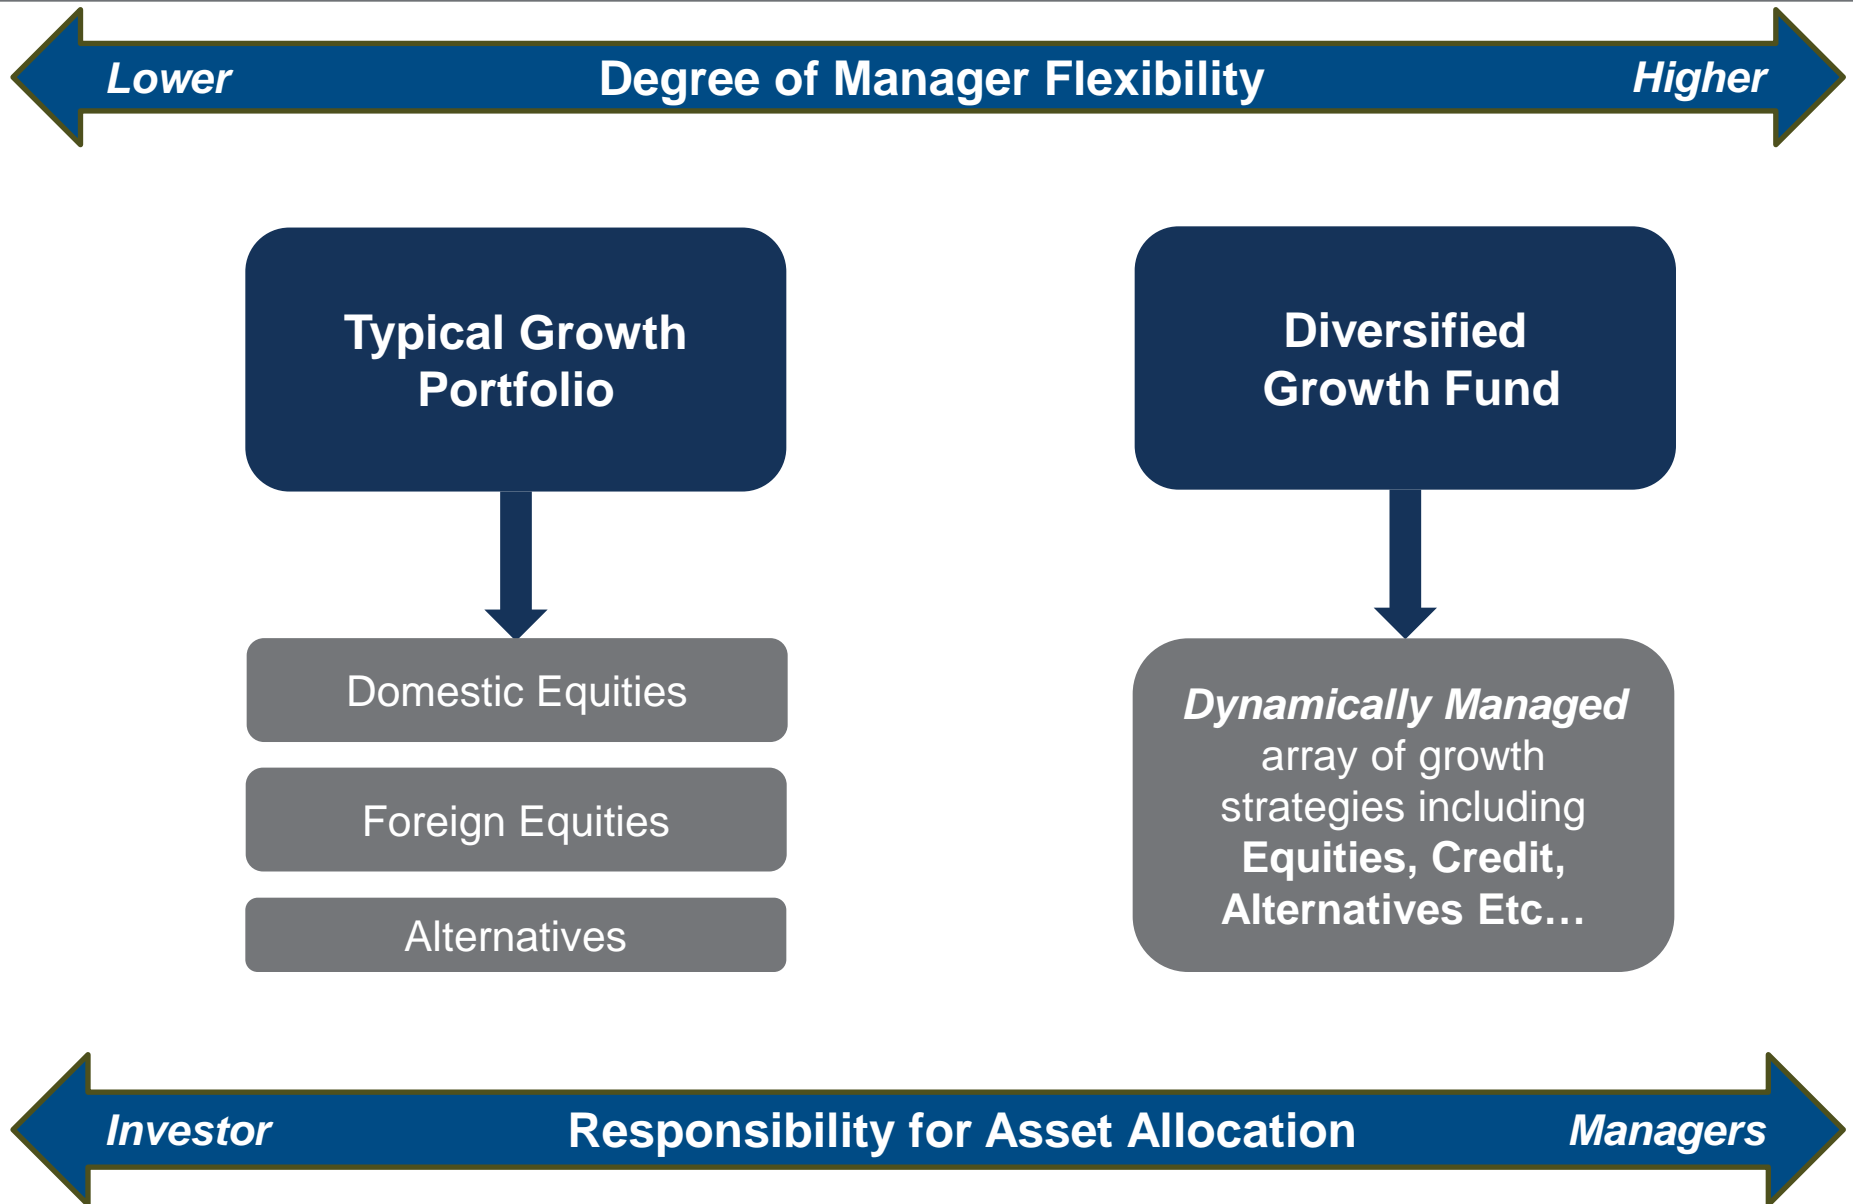 Lower Degree of Manager Flexibility Higher
Typical Growth
Portfolio
Diversified
Growth Fund
Domestic Equities
Foreign Equities
Alternatives
Dynamically Managed
array of growth
strategies including
Equities, Credit,
Alternatives Etc…
Investor Responsibility for Asset Allocation Managers